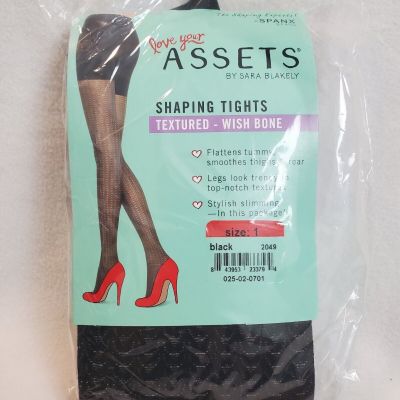 The Shaping Experts!
SPANX
love your
ASSETS®
BY SARA BLAKELY
SHAPING TIGHTS
TEXTURED - WISH BONE
Flattens tummy
smoothes thighs rear
Legs look trendy in
top-notch textures
Stylish slimming
—In this package!
size: 1
black 2049
8 43953 23379 4
025-02-0701